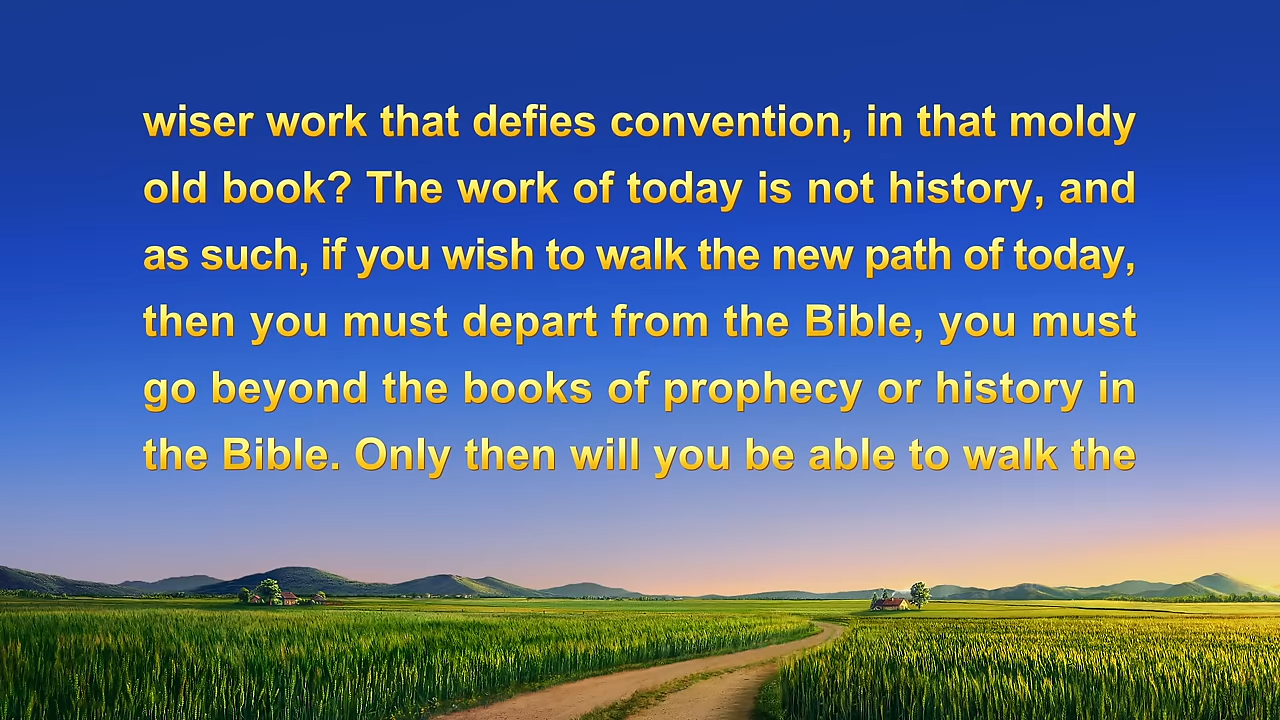 wiser work that defies convention, in that moldy
old book? The work of today is not history, and
as such, if you wish to walk the new path of today,
then you must depart from the Bible, you must
go beyond the books of prophecy or history in
the Bible. Only then will you be able to walk the